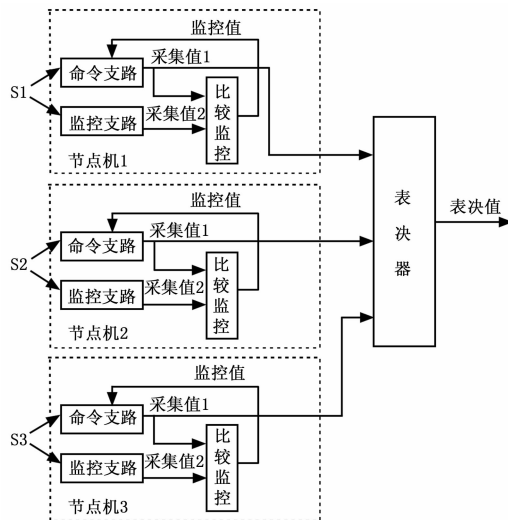 监控值
采集值1
命令支路
S1
监控支路
采集值2
比较监控
节点机1
监控值
采集值1
命令支路
S2
监控支路
采集值2
比较监控
节点机2
监控值
采集值1
命令支路
S3
监控支路
采集值2
比较监控
节点机3
表决器
表决值